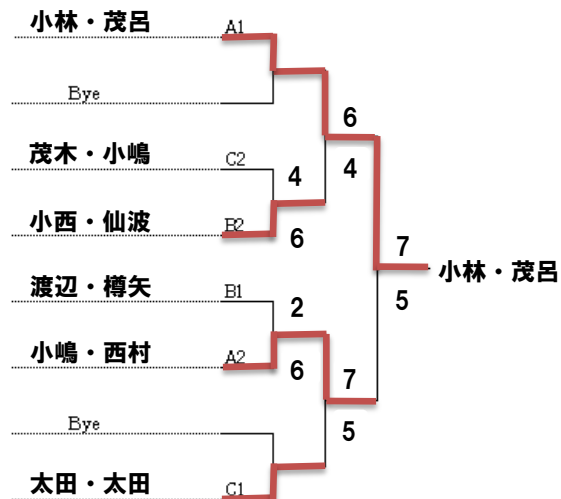 小林・茂呂 A1
Bye
6
茂木・小嶋 C2
4
4
小西・仙波 B2
6
7
小林・茂呂
渡辺・樽矢 B1
2
5
小嶋・西村 A2
6
7
Bye
5
太田・太田 C1